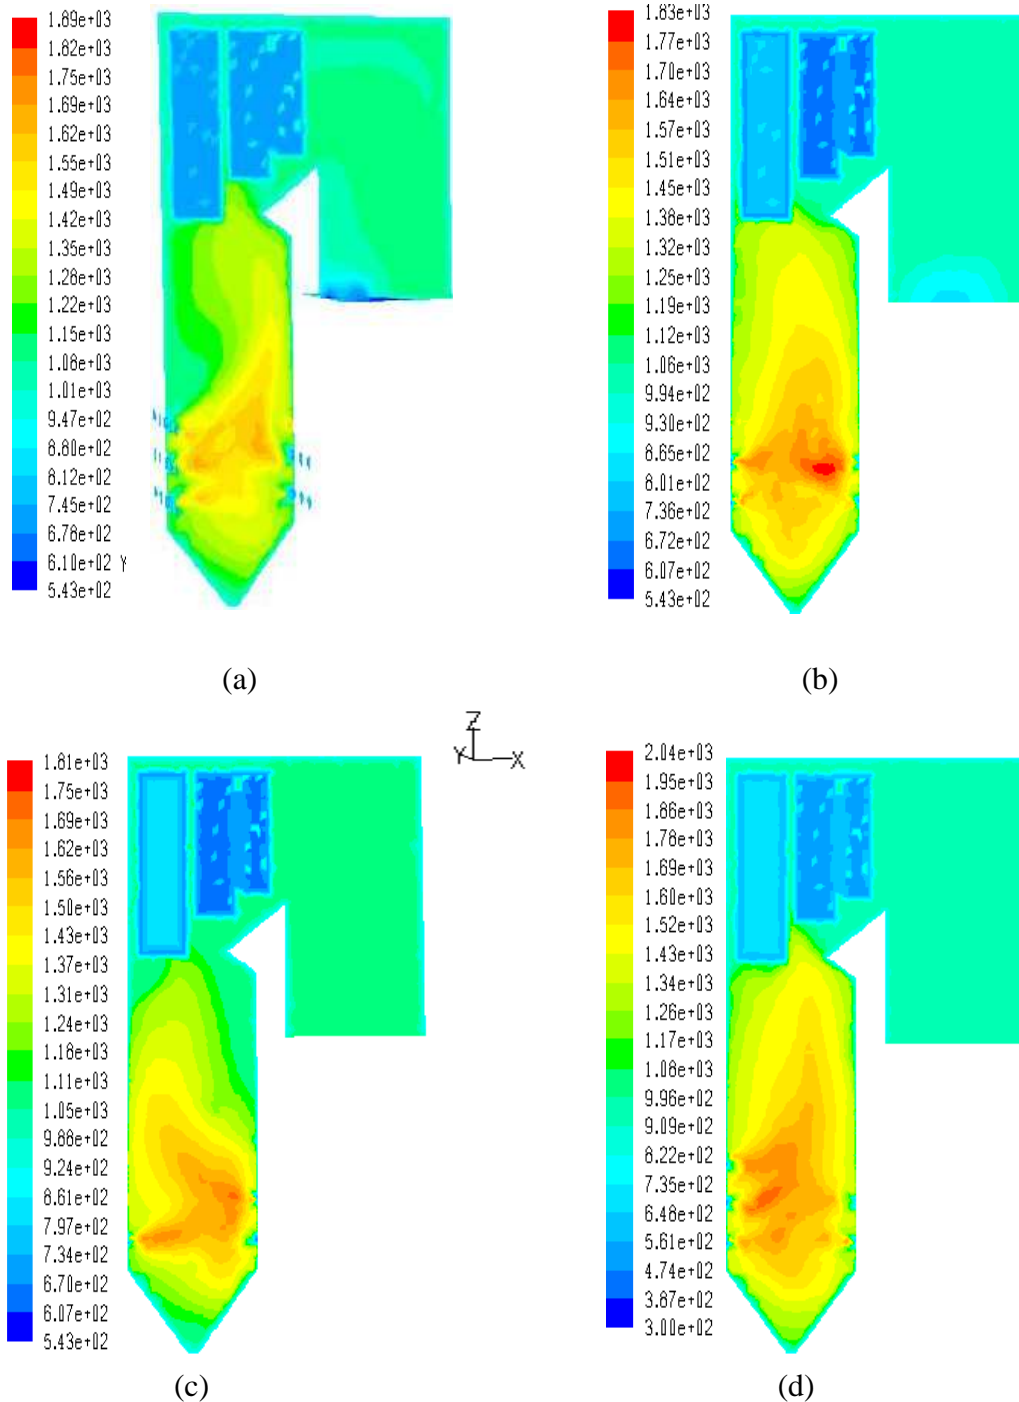 1.89e+03
1.82e+03
1.75e+03
1.69e+03
1.62e+03
1.55e+03
1.49e+03
1.42e+03
1.35e+03
1.28e+03
1.22e+03
1.15e+03
1.08e+03
1.01e+03
9.47e+02
8.80e+02
8.12e+02
7.45e+02
6.78e+02
6.10e+02 Y
5.43e+02
(a)
1.83e+03
1.77e+03
1.70e+03
1.64e+03
1.57e+03
1.51e+03
1.45e+03
1.38e+03
1.32e+03
1.25e+03
1.19e+03
1.12e+03
1.06e+03
9.94e+02
9.30e+02
8.65e+02
8.01e+02
7.36e+02
6.72e+02
6.07e+02
5.43e+02
(b)
Z
Y
X
1.81e+03
1.75e+03
1.69e+03
1.62e+03
1.56e+03
1.50e+03
1.43e+03
1.37e+03
1.31e+03
1.24e+03
1.18e+03
1.11e+03
1.05e+03
9.88e+02
9.24e+02
8.61e+02
7.97e+02
7.34e+02
6.70e+02
6.07e+02
5.43e+02
(c)
2.04e+03
1.95e+03
1.86e+03
1.78e+03
1.69e+03
1.60e+03
1.52e+03
1.43e+03
1.34e+03
1.26e+03
1.17e+03
1.08e+03
9.96e+02
9.09e+02
8.22e+02
7.35e+02
6.48e+02
5.61e+02
4.74e+02
3.87e+02
3.00e+02
(d)